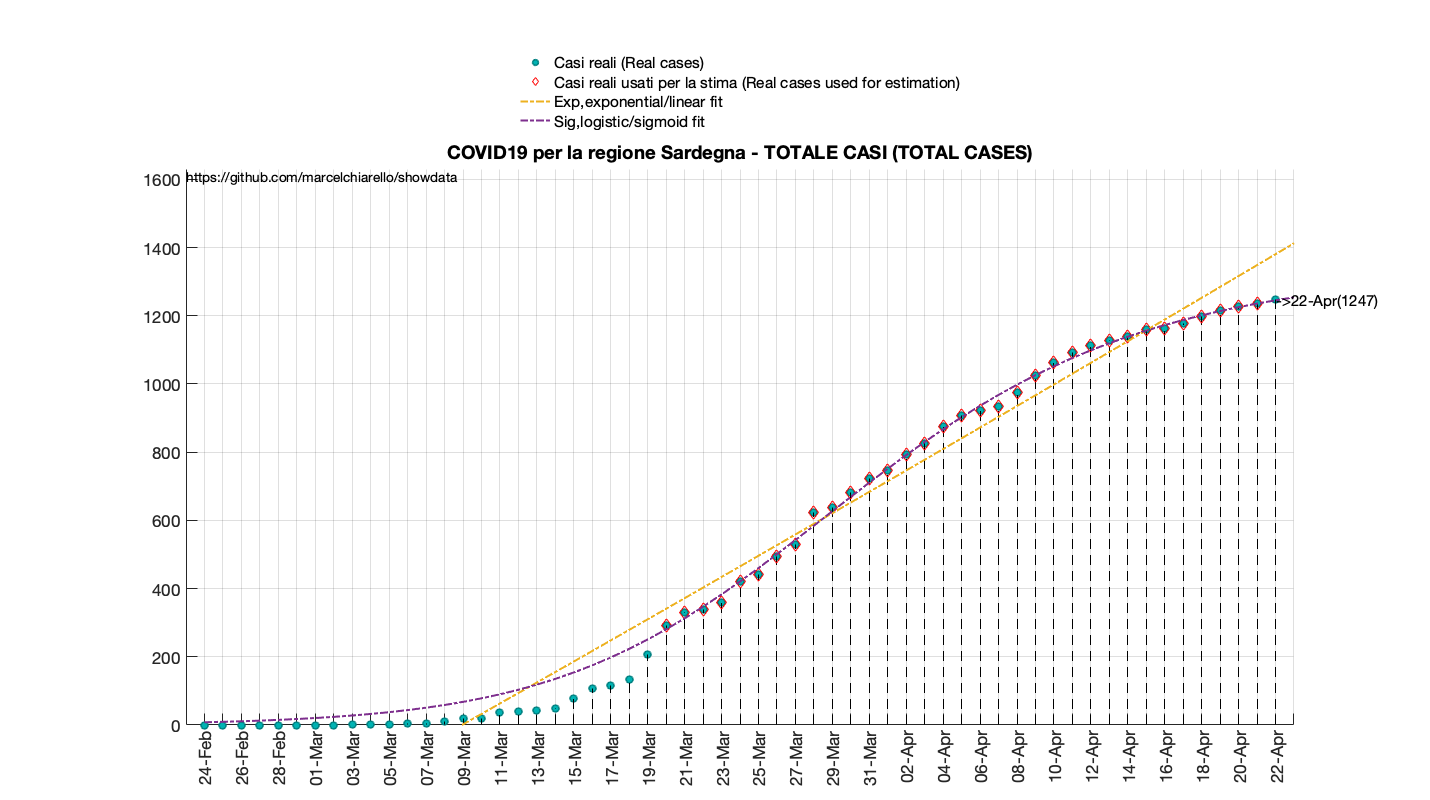 Casi reali (Real cases)
Casi reali usati per la stima (Real cases used for estimation)
Exp,exponential/linear fit
Sig,logistic/sigmoid fit
COVID19 per la regione Sardegna - TOTALE CASI (TOTAL CASES)
https://github.com/marcelchiarello/showdata
1600
1400
1200
1000
800
600
400
200
0
->22-Apr(1247)
24-Feb
26-Feb
28-Feb
01-Mar
03-Mar
05-Mar
07-Mar
09-Mar
11-Mar
13-Mar
15-Mar
17-Mar
19-Mar
21-Mar
23-Mar
25-Mar
27-Mar
29-Mar
31-Mar
02-Apr
04-Apr
06-Apr
08-Apr
10-Apr
12-Apr
14-Apr
16-Apr
18-Apr
20-Apr
22-Apr